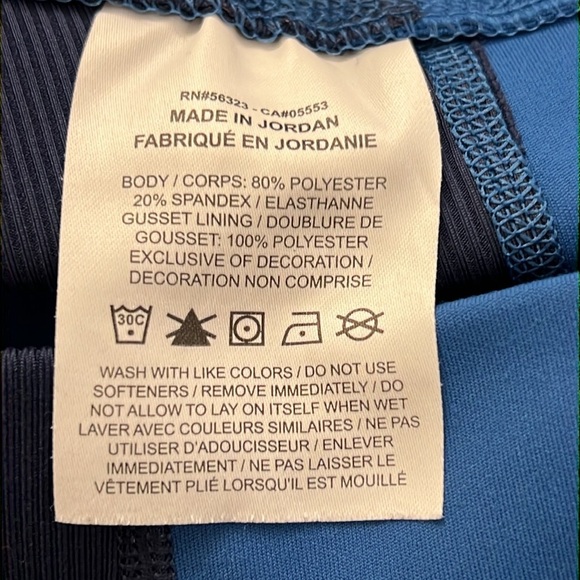 RN#56323 - CA#05553
MADE IN JORDAN
FABRIQUÉ EN JORDANIE
BODY / CORPS: 80% POLYESTER
20% SPANDEX / ELASTHANNE
GUSSET LINING / DOUBLURE DE
GOUSSET: 100% POLYESTER
EXCLUSIVE OF DECORATION /
DECORATION NON COMPRISE
30C
WASH WITH LIKE COLORS / DO NOT USE
SOFTENERS / REMOVE IMMEDIATELY / DO
NOT ALLOW TO LAY ON ITSELF WHEN WET
LAVER AVEC COULEURS SIMILAIRES / NE PAS
UTILISER D'ADOUCISSEUR / ENLEVER
IMMEDIATEMENT / NE PAS LAISSER LE
VÊTEMENT PLIÉ LORSQU'IL EST MOUILLÉ